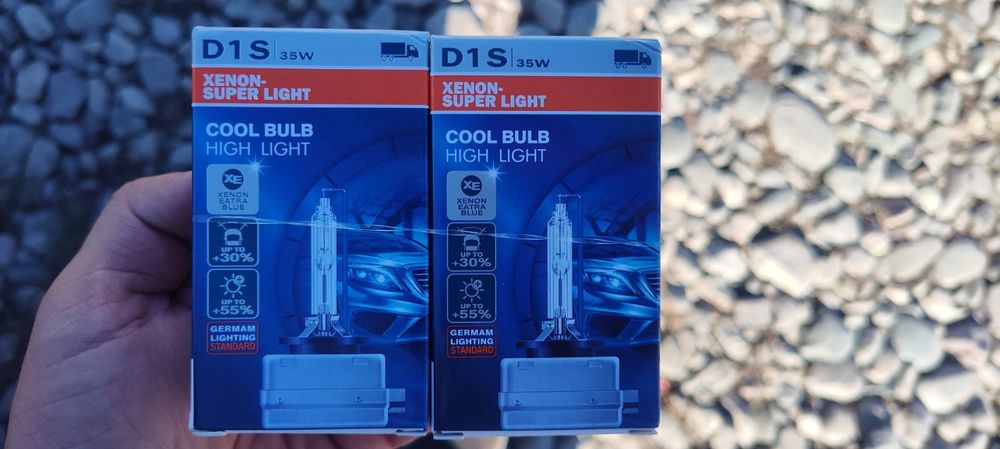 D1S 35W
XENON-
SUPER LIGHT
COOL BULB
HIGH LIGHT
XE
XENON
EATRA
BLUE
UP TO
+30%
UP TO
+55%
GERMAM
LIGHTING
STANDARD
D1S 35W
XENON-
SUPER LIGHT
COOL BULB
HIGH LIGHT
XE
XENON
EATRA
BLUE
UP TO
+30%
UP TO
+55%
GERMAM
LIGHTING
STANDARD